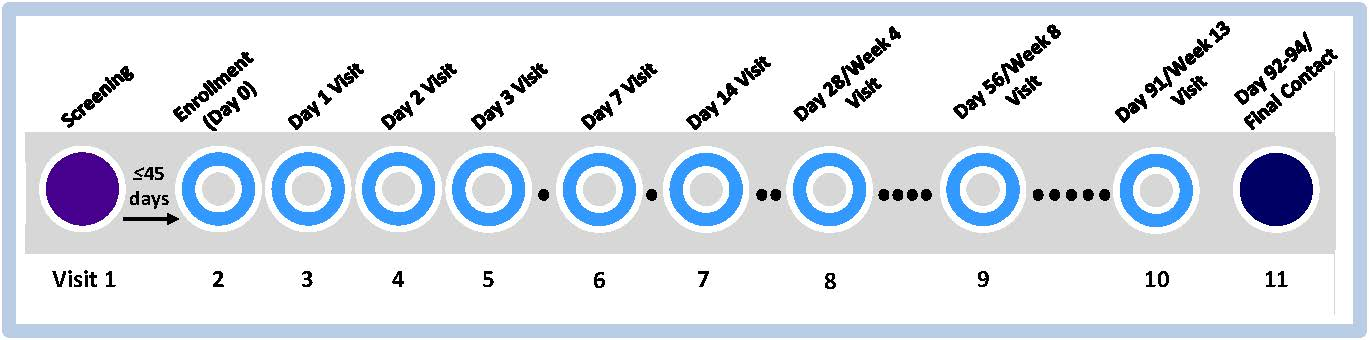 Screening
Enrollment
(Day 0)
Day 1 Visit
Day 2 Visit
Day 3 Visit
Day 7 Visit
Day 14 Visit
Day 28/Week 4
Visit
Day 56/Week 8
Visit
Day 91/Week 13
Visit
Day 92-94/
Final Contact
≤45
days
Visit 1
2
3
4
5
6
7
8
9
10
11